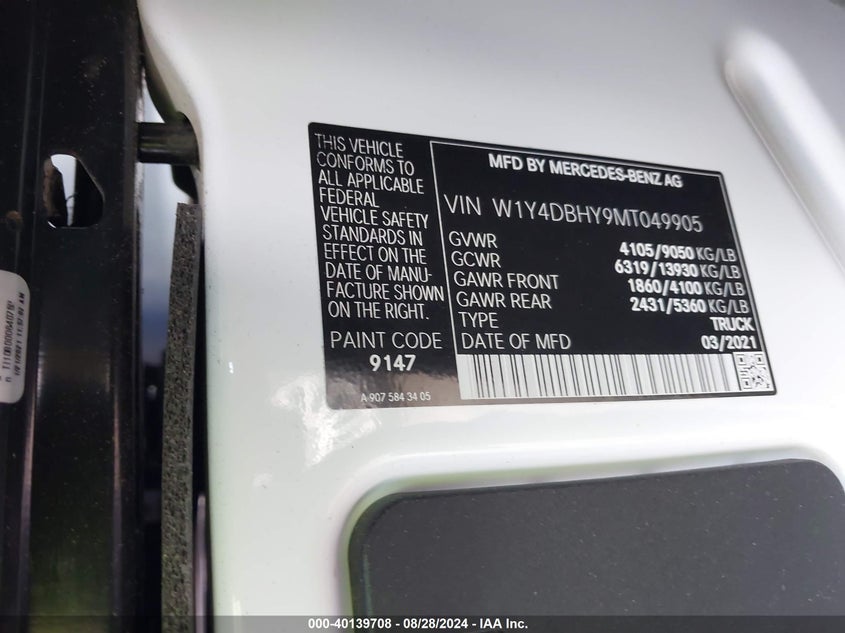 THIS VEHICLE
CONFORMS TO
ALL APPLICABLE
FEDERAL
VEHICLE SAFETY
STANDARDS IN
EFFECT ON THE
DATE OF MANU-
FACTURE SHOWN
ON THE RIGHT.
PAINT CODE
9147
A 907 584 34 05
MFD BY MERCEDES-BENZ AG
VIN W1Y4DBHY9MT049905
GVWR 4105/9050 KG/LB
GCWR 6319/13930 KG/LB
GAWR FRONT 1860/4100 KG/LB
GAWR REAR 2431/5360 KG/LB
TYPE TRUCK
DATE OF MFD 03/2021
000-40139708 - 08/28/2024 - IAA Inc.